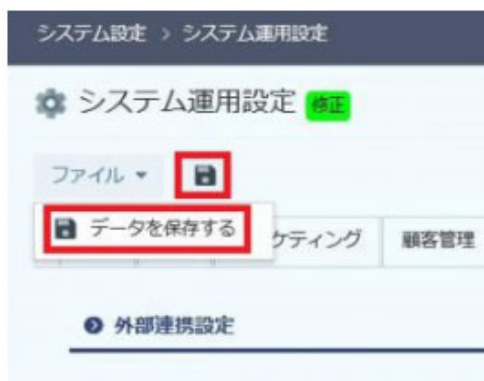 システム設定 > システム運用設定
システム運用設定 修正
ファイル
データを保存する
ケティング 顧客管理
外部連携設定